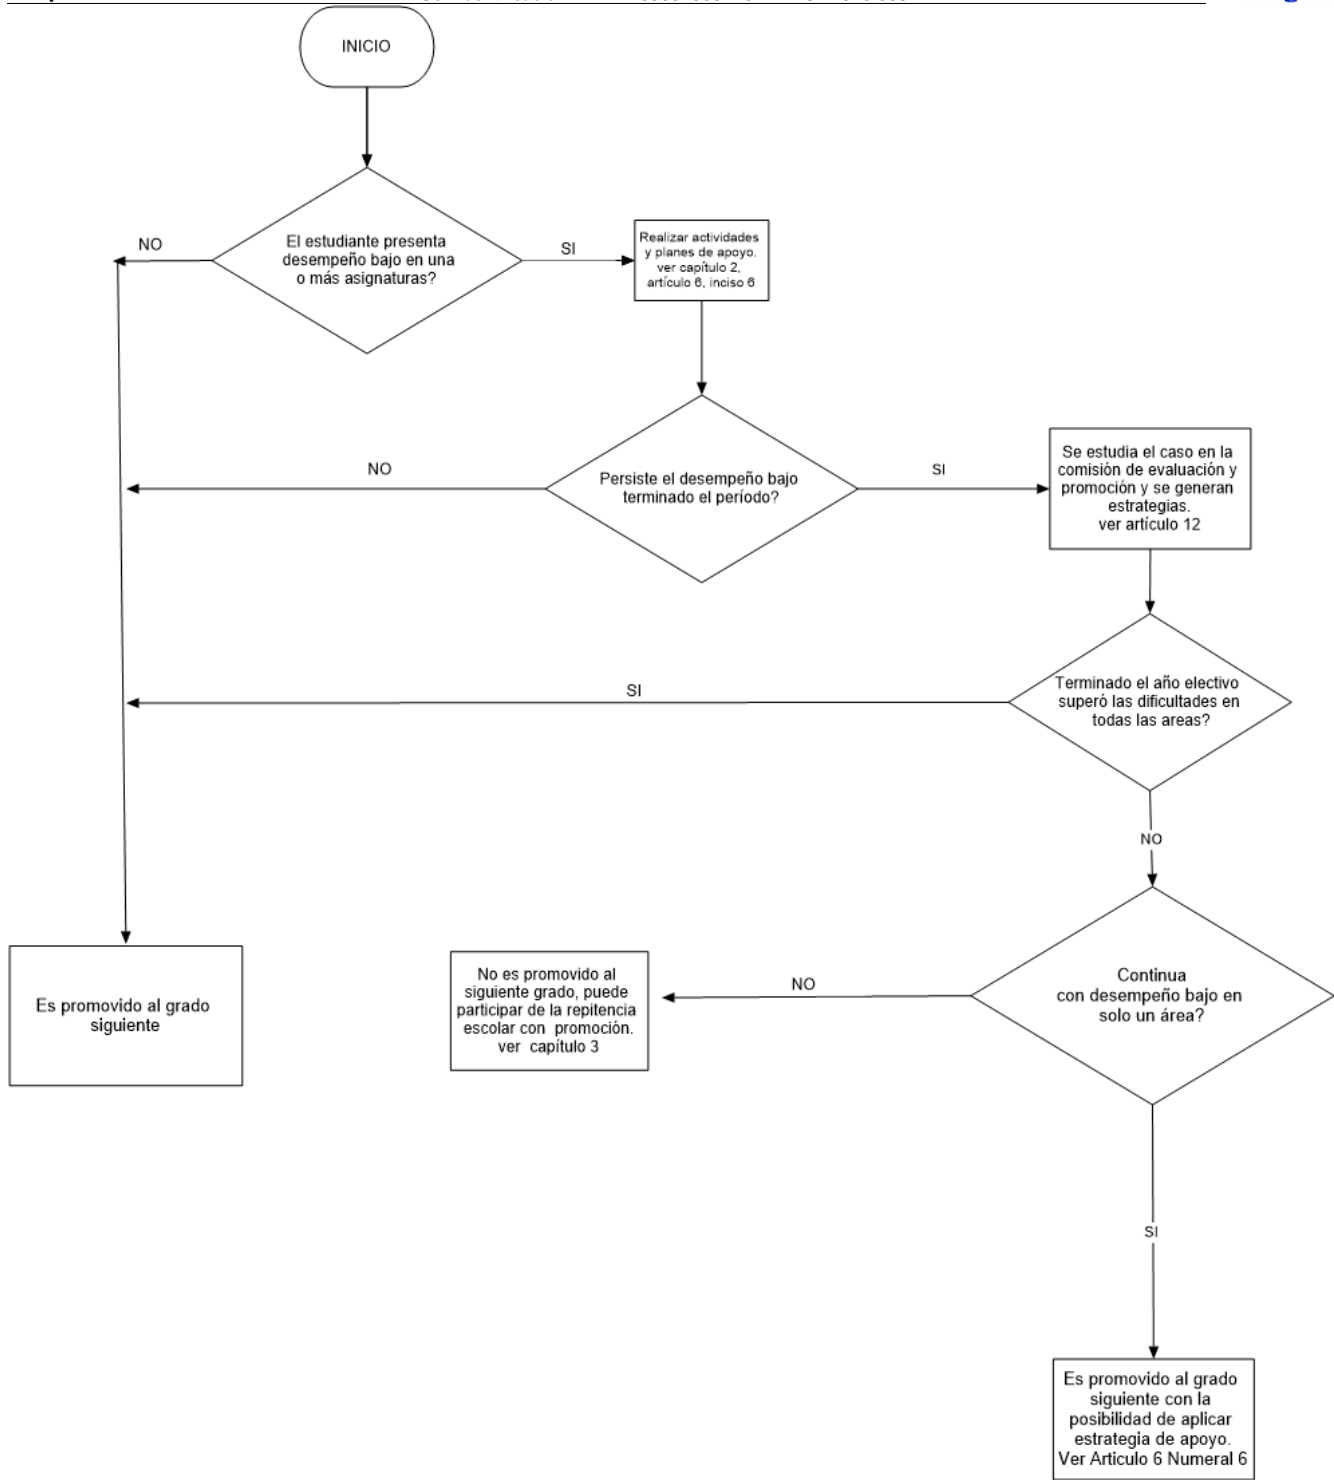 INICIO
El estudiante presenta
desempeño bajo en una
o más asignaturas?
NO
SI
Realizar actividades
y planes de apoyo.
ver capítulo 2,
artículo 6, inciso 6
Persiste el desempeño bajo
terminado el período?
NO
SI
Se estudia el caso en la
comisión de evaluación y
promoción y se generan
estrategias.
ver artículo 12
Terminado el año electivo
superó las dificultades en
todas las areas?
SI
NO
Continua
con desempeño bajo en
solo un área?
NO
No es promovido al
siguiente grado, puede
participar de la repitencia
escolar con promoción.
ver capítulo 3
Es promovido al grado
siguiente
SI
Es promovido al grado
siguiente con la
posibilidad de aplicar
estrategia de apoyo.
Ver Articulo 6 Numeral 6